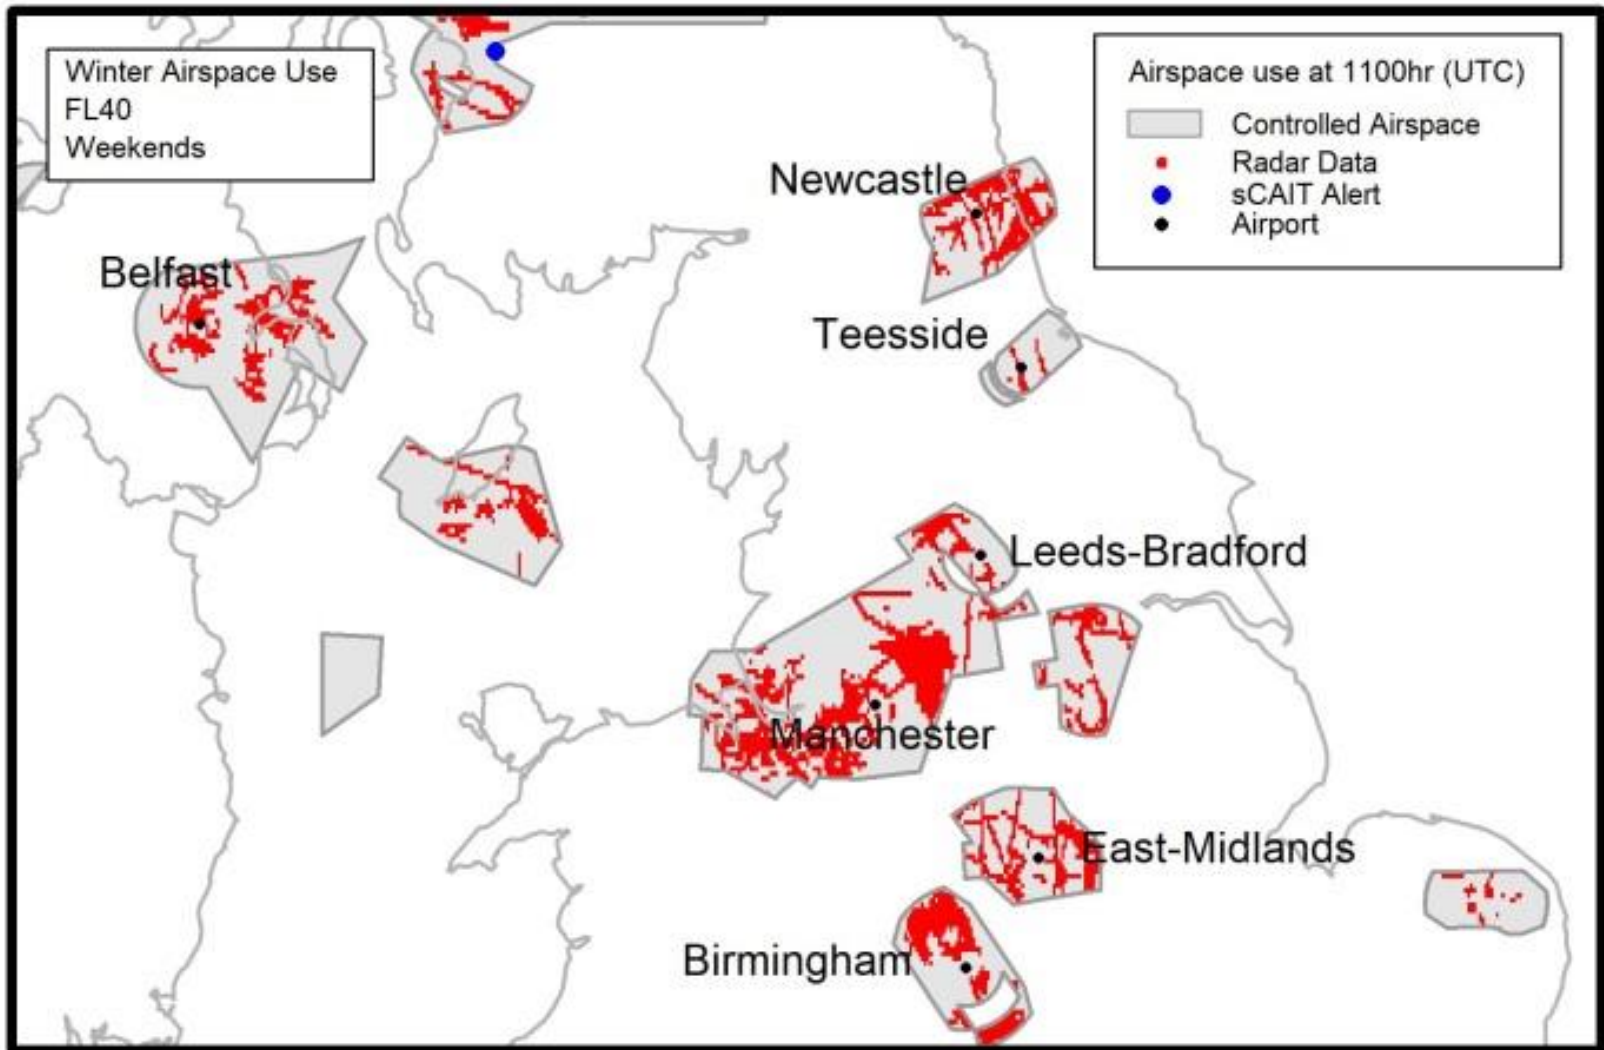 Winter Airspace Use
FL40
Weekends
Airspace use at 1100hr (UTC)
Controlled Airspace
Radar Data
sCAIT Alert
Airport
Newcastle
Belfast
Teesside
Leeds-Bradford
Manchester
East-Midlands
Birmingham